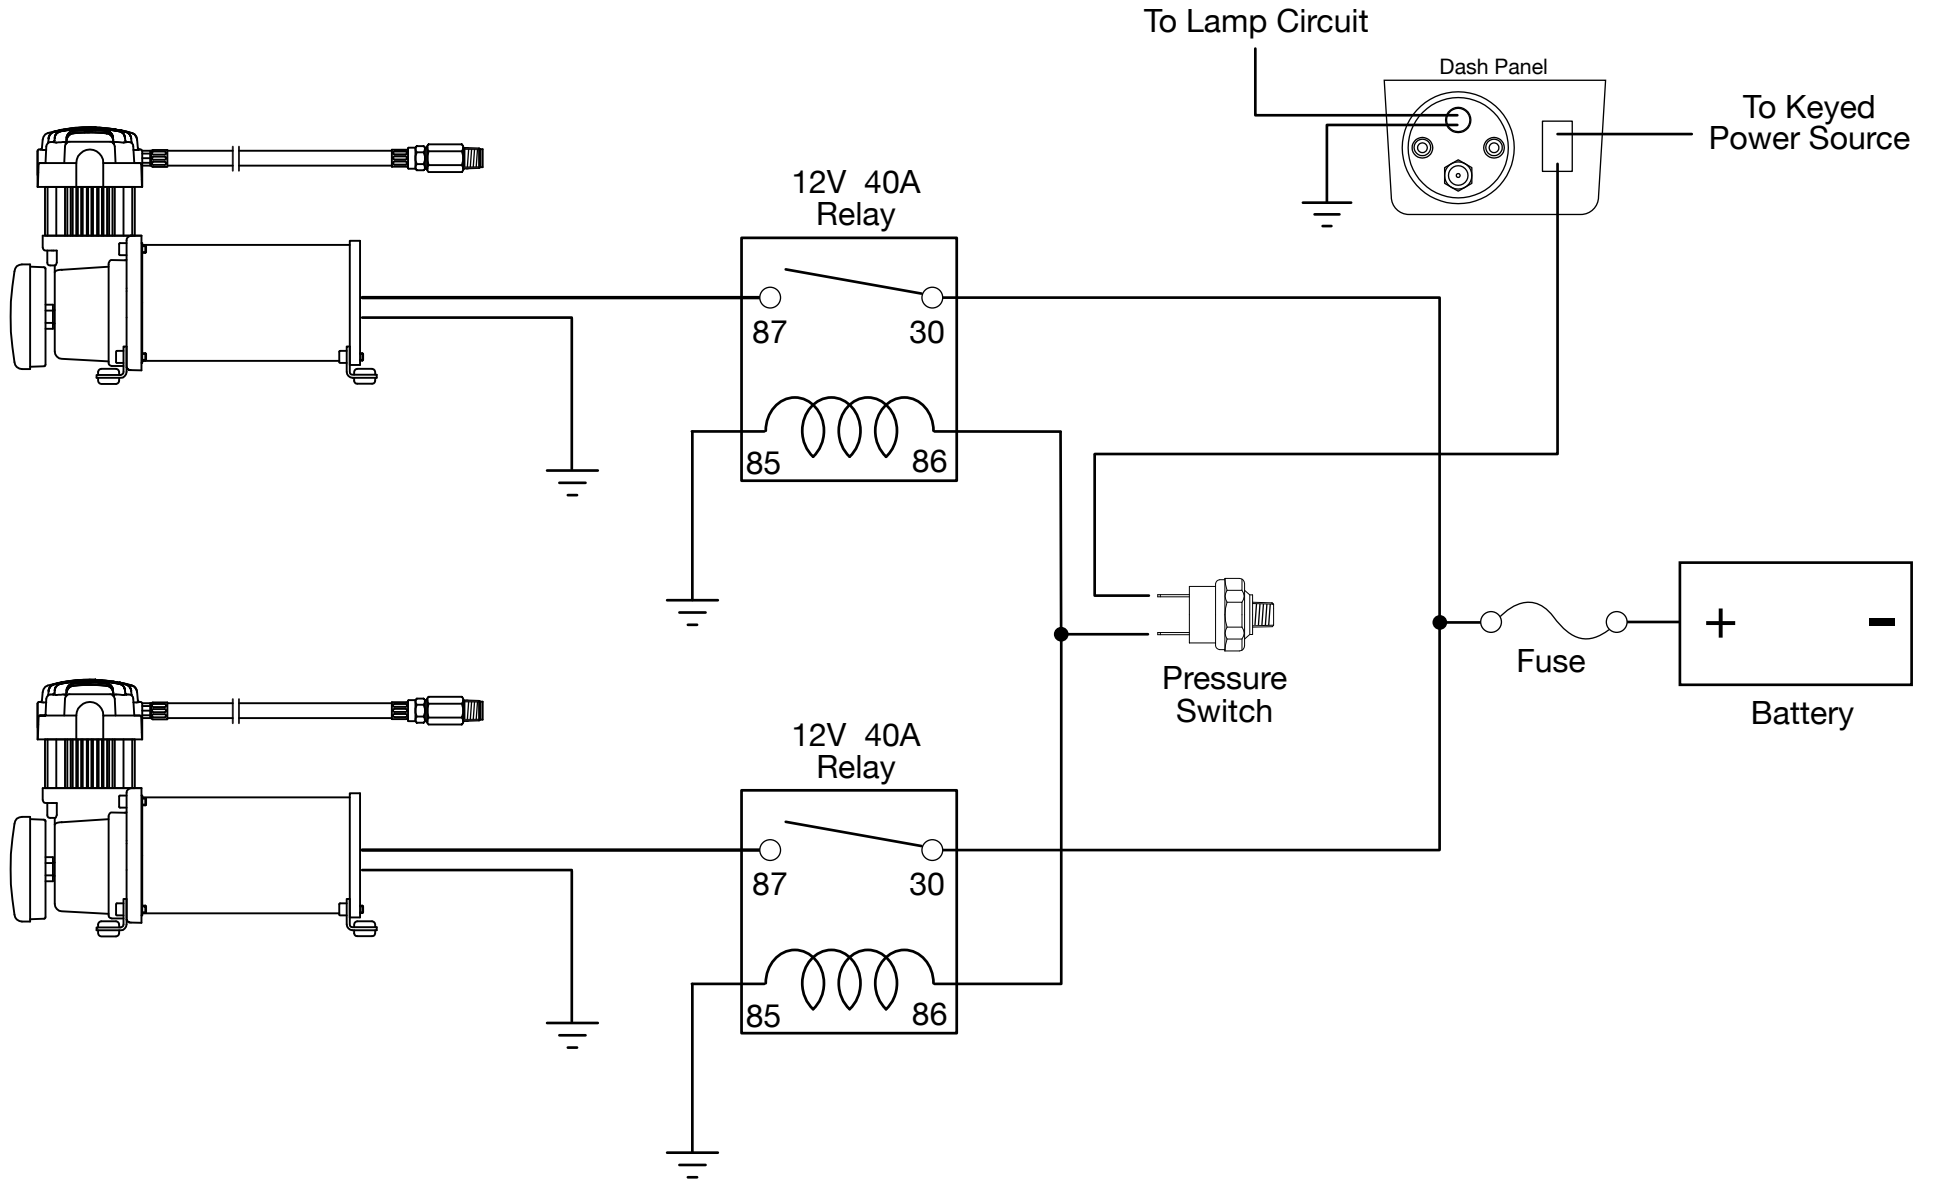 To Lamp Circuit
Dash Panel
To Keyed
Power Source
12V 40A
Relay
87
30
85
86
Pressure
Switch
+
-
Fuse
Battery
12V 40A
Relay
87
30
85
86